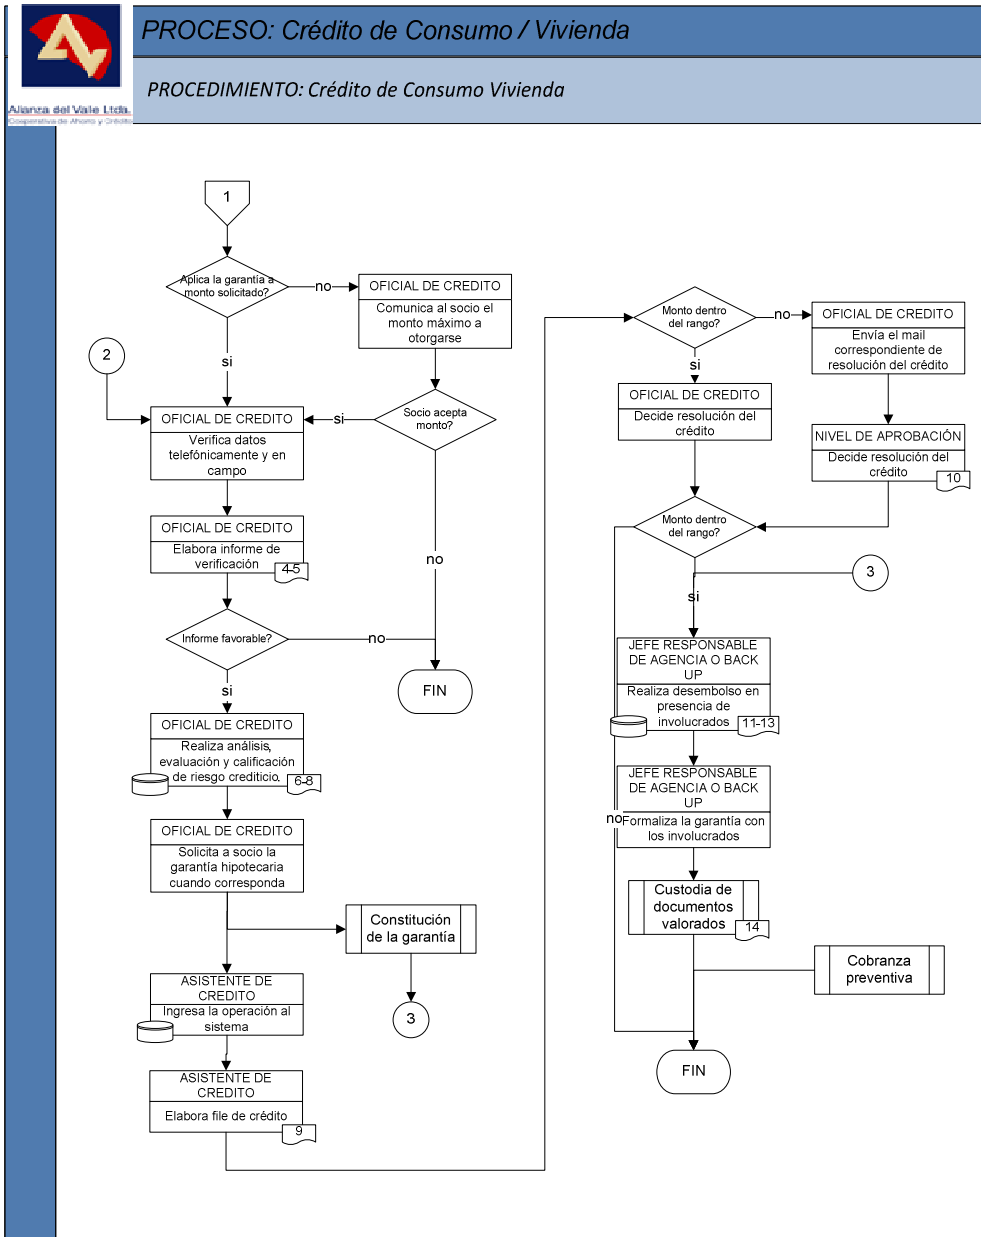 PROCESO: Crédito de Consumo / Vivienda
PROCEDIMIENTO: Crédito de Consumo Vivienda
Alianza del Valle Ltda.
Cooperativa de Ahorro y Crédito
1
Aplica la garantía a
monto solicitado?
no
OFICIAL DE CREDITO
Comunica al socio el
monto máximo a
otorgarse
si
2
Socio acepta
monto?
si
OFICIAL DE CREDITO
Verifica datos
telefónicamente y en
campo
OFICIAL DE CREDITO
Elabora informe de
verificación
4-5
no
Informe favorable?
no
FIN
si
OFICIAL DE CREDITO
Realiza análisis,
evaluación y calificación
de riesgo crediticio.
6-8
OFICIAL DE CREDITO
Solicita a socio la
garantía hipotecaria
cuando corresponda
Constitución
de la garantía
3
ASISTENTE DE
CREDITO
Ingresa la operación al
sistema
ASISTENTE DE
CREDITO
Elabora file de crédito
9
Monto dentro
del rango?
no
OFICIAL DE CREDITO
Envía el mail
correspondiente de
resolución del crédito
si
OFICIAL DE CREDITO
Decide resolución del
crédito
NIVEL DE APROBACIÓN
Decide resolución del
crédito
10
Monto dentro
del rango?
3
si
JEFE RESPONSABLE
DE AGENCIA O BACK
UP
Realiza desembolso en
presencia de
involucrados
11-13
JEFE RESPONSABLE
DE AGENCIA O BACK
UP
no
Formaliza la garantía con
los involucrados
Custodia de
documentos
valorados
14
Cobranza
preventiva
FIN